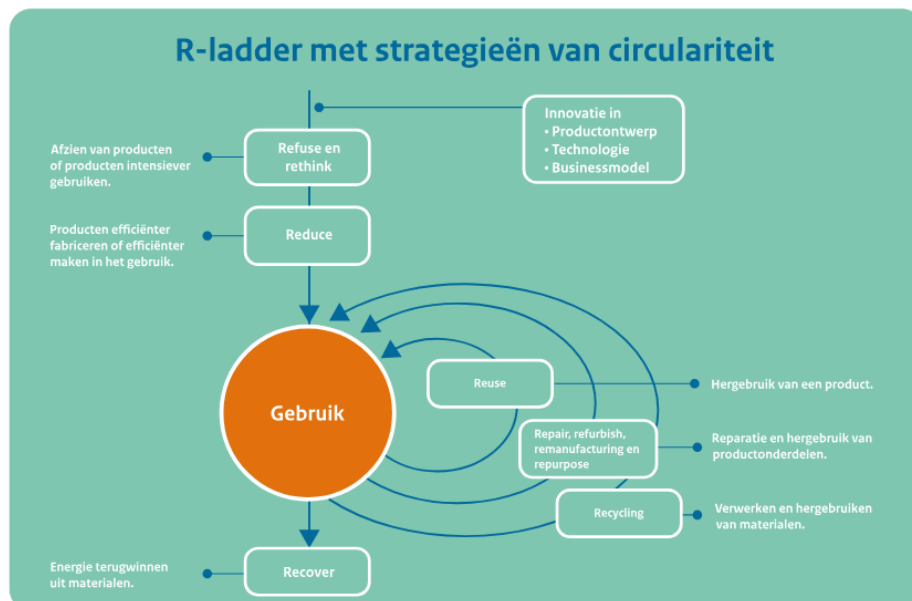 R-ladder met strategieën van circulariteit
Innovatie in
• Productontwerp
• Technologie
• Businessmodel
Afzien van producten
of producten intensiever
gebruiken.
Refuse en
rethink
Producten efficiënter
fabriceren of efficiënter
maken in het gebruik.
Reduce
Gebruik
Reuse
Hergebruik van een product.
Repair, refurbish,
remanufacturing en
repurpose
Reparatie en hergebruik van
productonderdelen.
Recycling
Verwerken en hergebruiken
van materialen.
Energie terugwinnen
uit materialen.
Recover